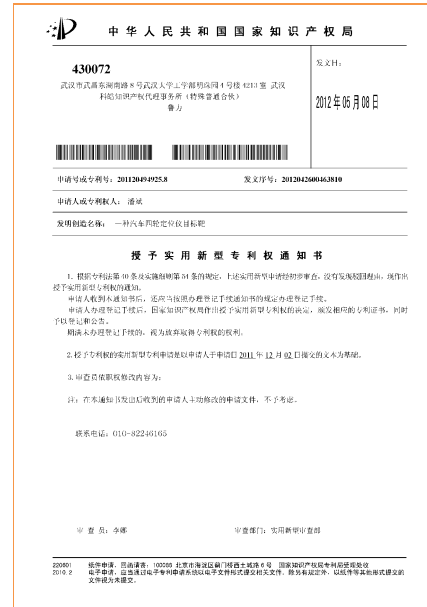 中华人民共和国国家知识产权局
430072
武汉市武昌东湖南路8号武汉大学工学部明珠园4号楼4213室 武汉
科皓知识产权代理事务所(特殊普通合伙)
鲁力
发文日:
2012年05月08日
申请号或专利号:201120494925.8
发文序号:2012042600463810
申请人或专利权人: 潘斌
发明创造名称: 一种汽车四轮定位仪目标靶
授予实用新型专利权通知书
1. 根据专利法第40条及实施细则第54条的规定,上述实用新型申请经初步审查,没有发现驳回理由,现作出
授予实用新型专利权的通知。
申请人收到本通知书后,还应当按照办理登记手续通知书的规定办理登记手续。
申请人办理登记手续后,国家知识产权局作出授予实用新型专利权的决定,颁发相应的专利证书,同时
予以登记和公告。
期满未办理登记手续的,视为放弃取得专利权的权利。
2. 授予专利权的实用新型专利申请是以申请人于申请日2011年12月02日提交的文本为基础。
3. 审查员依职权修改内容为:
注:在本通知书发出后收到的申请人主动修改的申请文件,不予考虑。
联系电话:010-82246165
审 查 员:李娜
审查部门:实用新型审查部
220601 纸件申请,回函请寄:100088 北京市海淀区蓟门桥西土城路6号 国家知识产权局专利局受理处收
2010.2 电子申请,应当通过电子专利申请系统以电子文件形式提交相关文件。除另有规定外,以纸件等其他形式提交的
文件视为未提交。